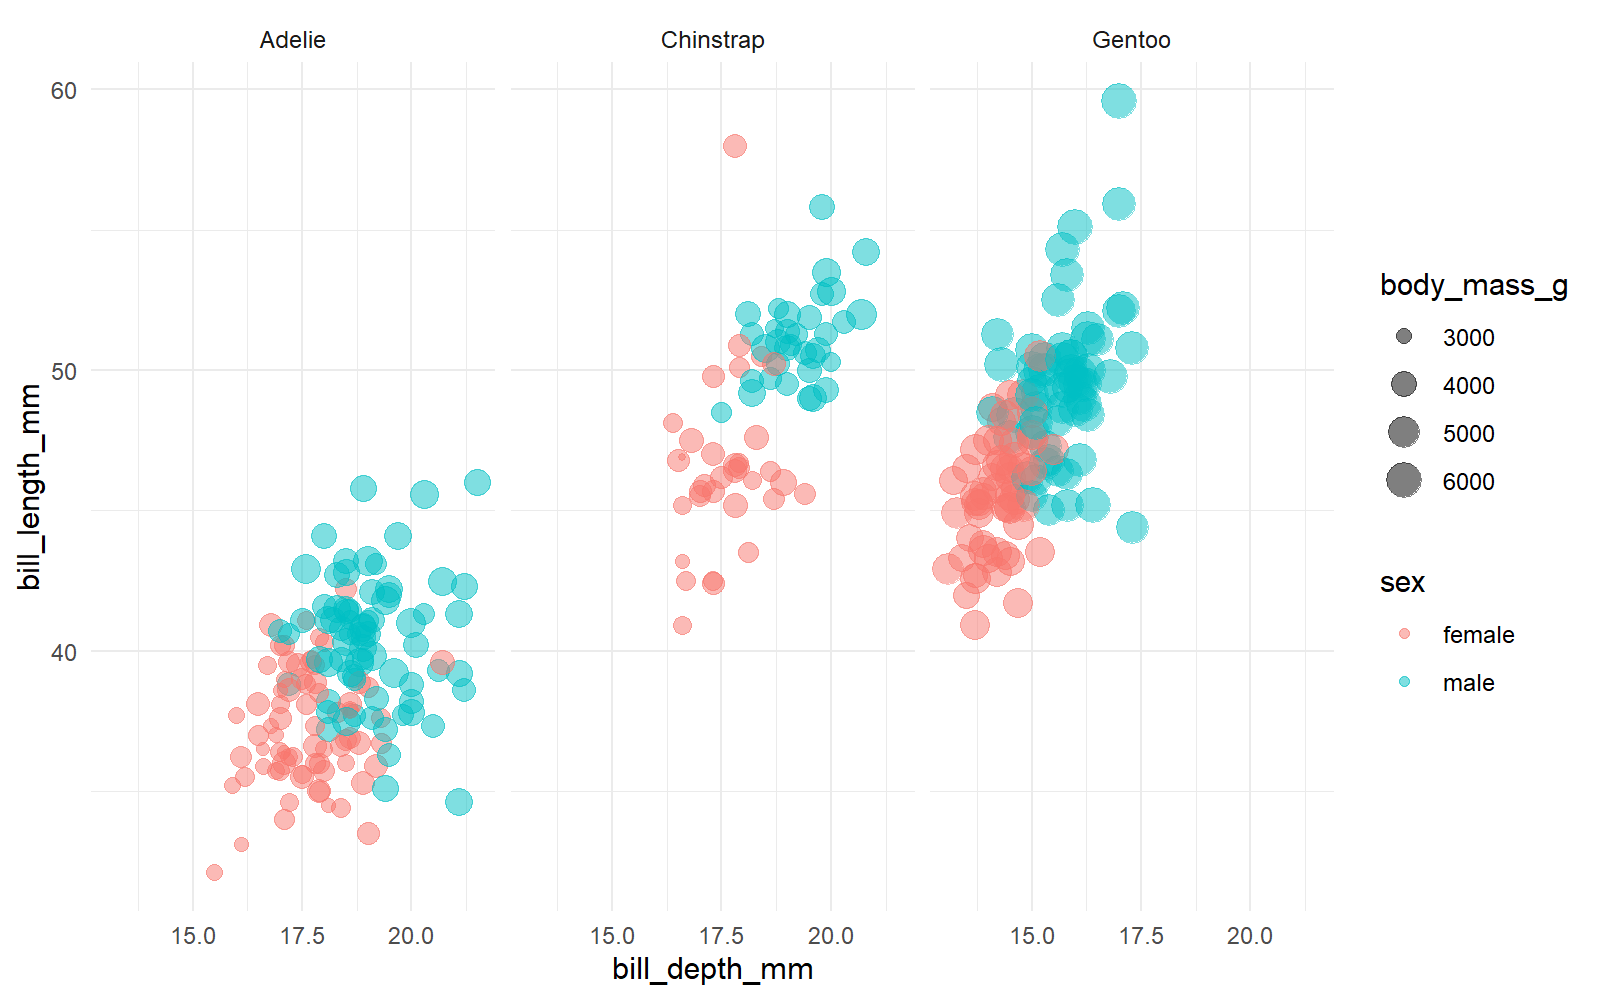 Adelie Chinstrap Gentoo
60
50
40
bill_length_mm
15.0 17.5 20.0 15.0 17.5 20.0 15.0 17.5 20.0
bill_depth_mm
body_mass_g
3000
4000
5000
6000
sex
female
male